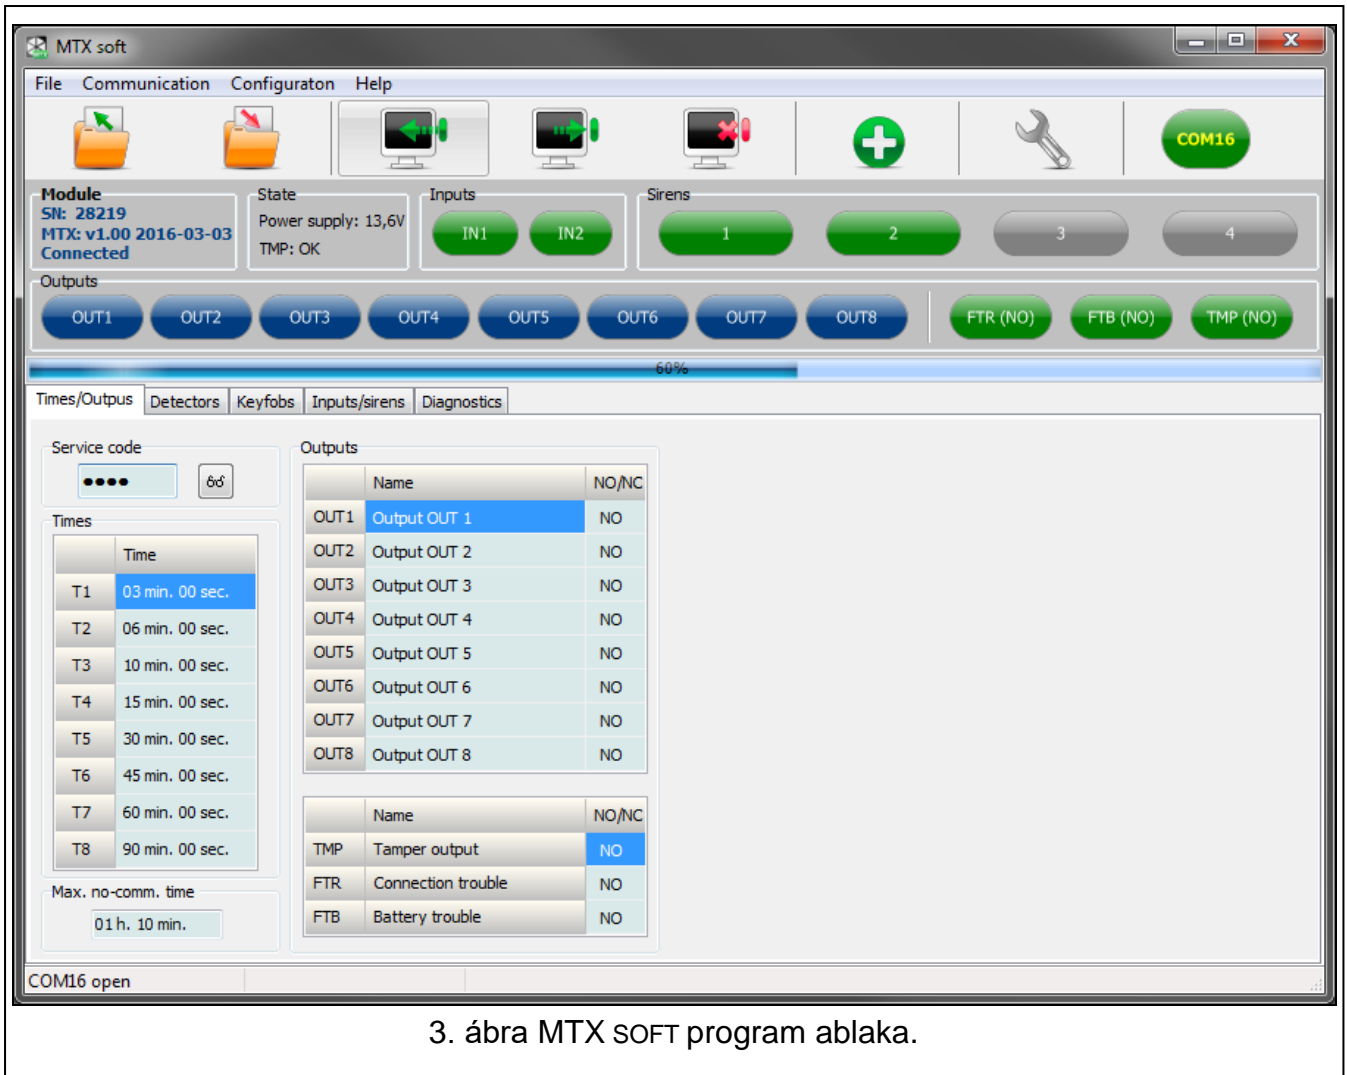 MTX soft
File Communication Configuraton Help
COM16
Module
SN: 28219
MTX: v1.00 2016-03-03
Connected
State
Power supply: 13,6V
TMP: OK
Inputs
IN1 IN2
Sirens
1 2 3 4
Outputs
OUT1 OUT2 OUT3 OUT4 OUT5 OUT6 OUT7 OUT8 FTR (NO) FTB (NO) TMP (NO)
60%
Times/Outpus Detectors Keyfobs Inputs/sirens Diagnostics
Service code
●●●●
Times
Time
T1 03 min. 00 sec.
T2 06 min. 00 sec.
T3 10 min. 00 sec.
T4 15 min. 00 sec.
T5 30 min. 00 sec.
T6 45 min. 00 sec.
T7 60 min. 00 sec.
T8 90 min. 00 sec.
Max. no-comm. time
01 h. 10 min.
Outputs
Name NO/NC
OUT1 Output OUT 1 NO
OUT2 Output OUT 2 NO
OUT3 Output OUT 3 NO
OUT4 Output OUT 4 NO
OUT5 Output OUT 5 NO
OUT6 Output OUT 6 NO
OUT7 Output OUT 7 NO
OUT8 Output OUT 8 NO
Name NO/NC
TMP Tamper output NO
FTR Connection trouble NO
FTB Battery trouble NO
COM16 open
3. ábra MTX SOFT program ablaka.